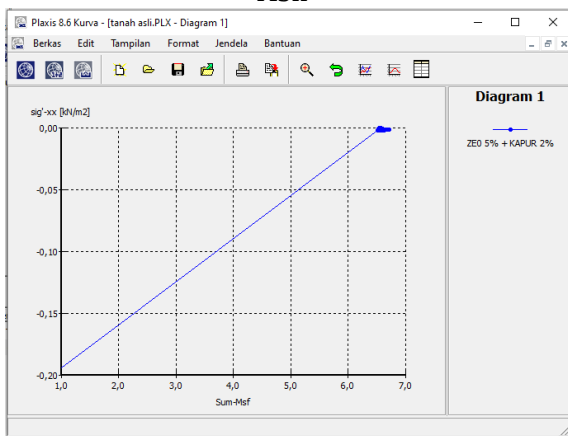 Plaxis 8.6 Kurva - [tanah asli.PLX - Diagram 1]
Berkas Edit Tampilan Format Jendela Bantuan
Diagram 1
ZEO 5% + KAPUR 2%
sig'-xx [kN/m2]
0,00
-0,05
-0,10
-0,15
-0,20
1,0 2,0 3,0 4,0 5,0 6,0 7,0
Sum-Msf